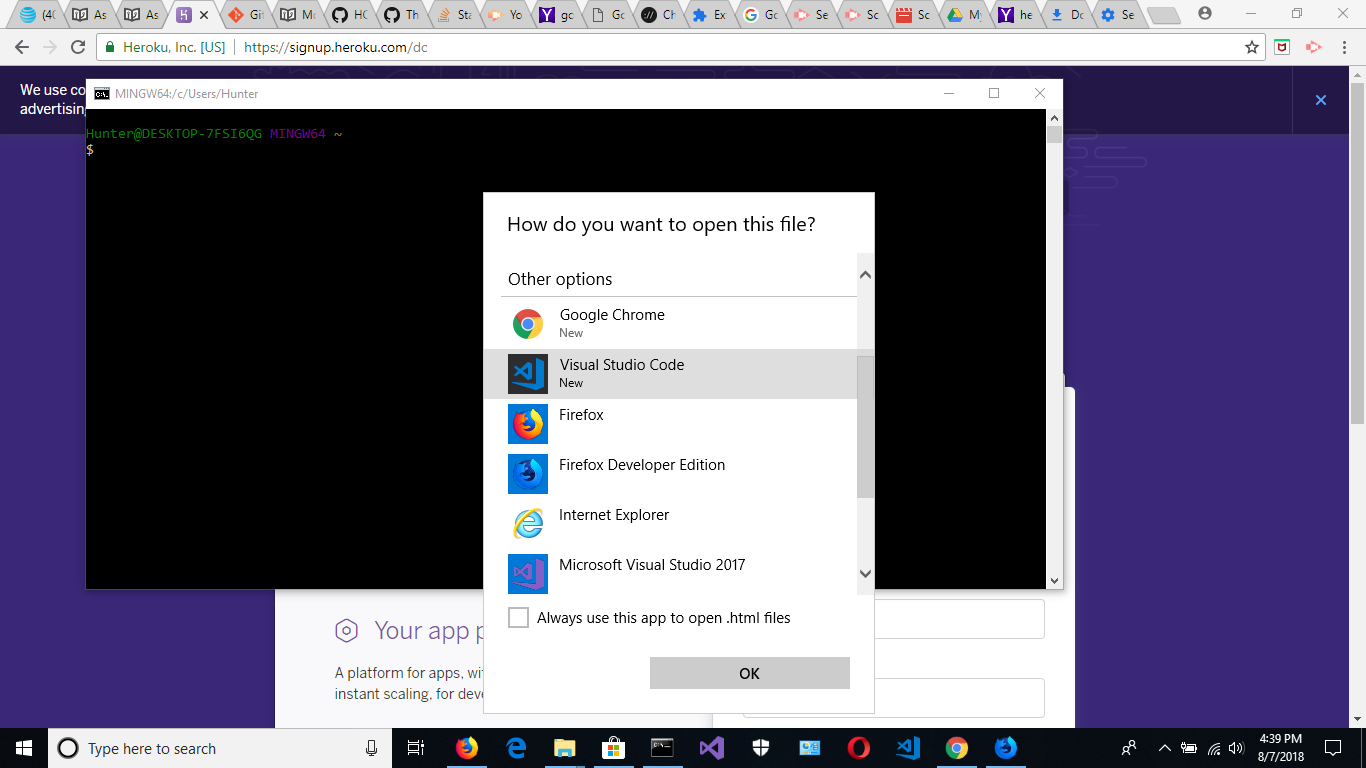 (4(
As
As
Git
Mc
HC
Th
Sta
Yo
gc
Gc
Ch
Ex
Gc
Se
Sc
Sc
My
he
Dc
Se
Heroku, Inc. [US]
https://signup.heroku.com/dc
We use co
advertising
MINGW64:/c/Users/Hunter
Hunter@DESKTOP-7FSI6QG MINGW64 ~
$
How do you want to open this file?
Other options
Google Chrome
New
Visual Studio Code
New
Firefox
Firefox Developer Edition
Internet Explorer
Microsoft Visual Studio 2017
Always use this app to open .html files
OK
Your app p
A platform for apps, wi
instant scaling, for deve
Type here to search
4:39 PM
8/7/2018